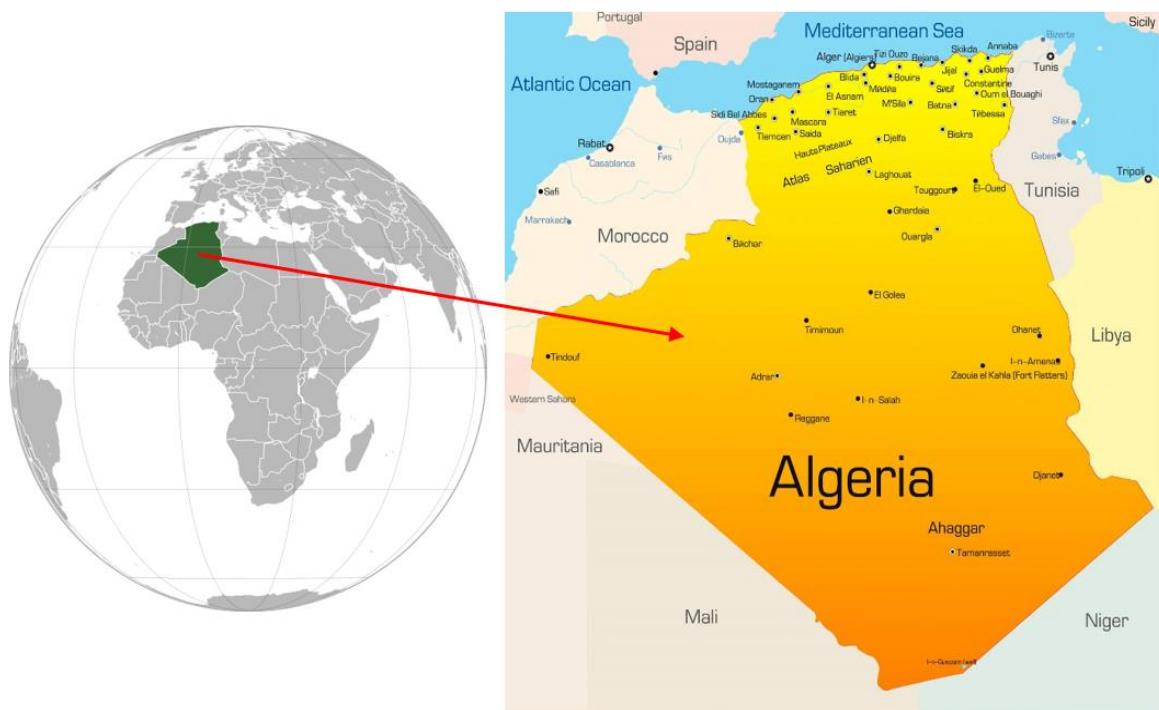 Portugal
Spain
Mediterranean Sea
Sicily
Atlantic Ocean
Alger (Algiers)
Tizi Ouzo
Bejana
Skikda
Annaba
Bizerte
Tunis
Blida
Bouira
Jijel
Guelma
Mostaganem
Médéa
Sétif
Constantine
Oran
El Asnam
M'Sila
Batna
Oum el Bouaghi
Sidi Bal Abbes
Mascara
Tiaret
Tébessa
Sfax
Tlemcen
Saida
Djelfa
Biskra
Oujda
Rabat
Casablanca
Fès
Hauts Plateaux
Atlas Saharien
Laghouat
Gabes
Tripoli
Safi
Touggourt
El-Oued
Tunisia
Marrakech
Gherdaia
Morocco
Béchar
Ouargla
El Golea
Timimoun
Ohanet
Libya
Tindouf
I-n-Amenas
Adrar
Zaouia el Kahla (Fort Flatters)
Western Sahara
I-n-Salah
Reggane
Mauritania
Algeria
Djanet
Ahaggar
Tamanrasset
Mali
Niger